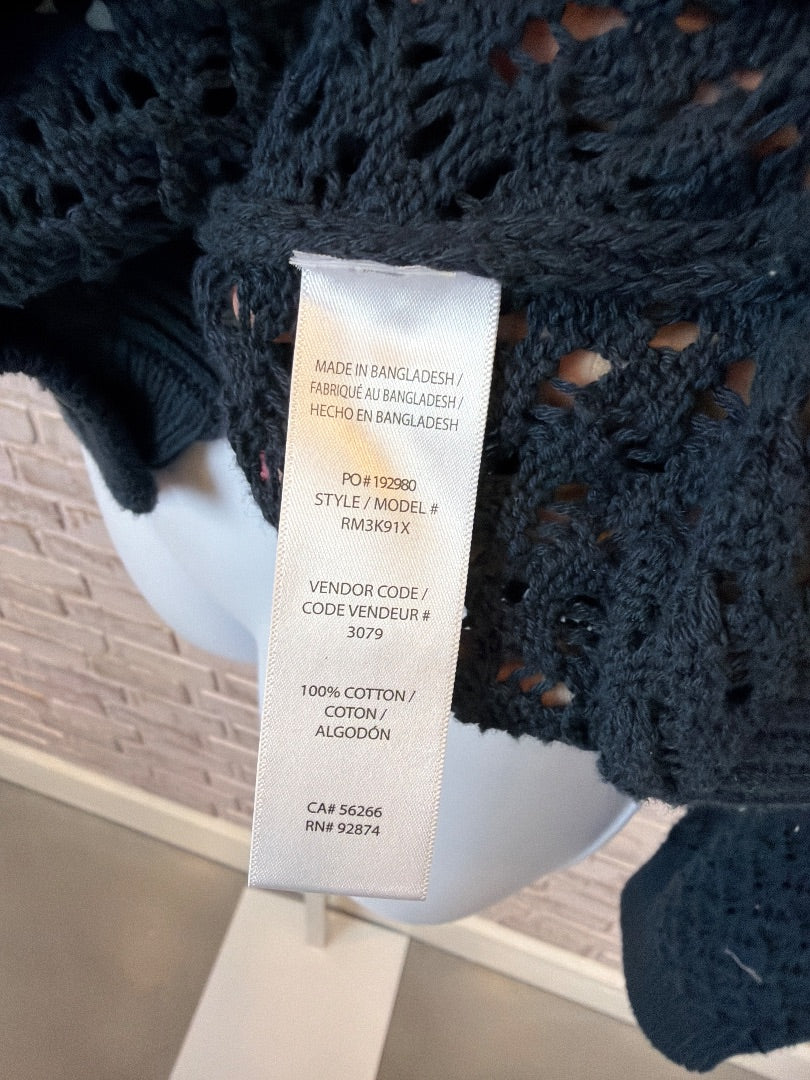 MADE IN BANGLADESH /
FABRIQUÉ AU BANGLADESH /
HECHO EN BANGLADESH
PO#192980
STYLE / MODEL #
RM3K91X
VENDOR CODE /
CODE VENDEUR #
3079
100% COTTON /
COTON /
ALGODÓN
CA# 56266
RN# 92874